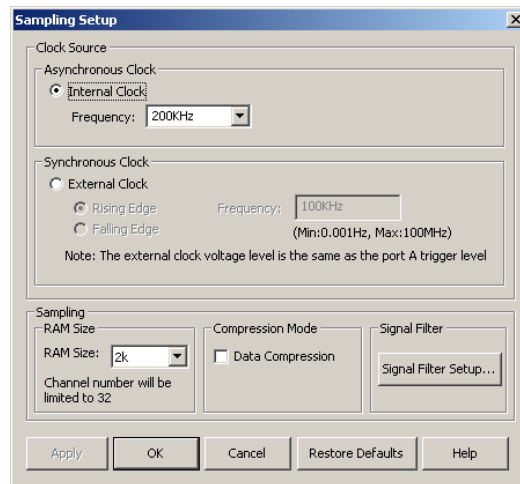 Sampling Setup
Clock Source
Asynchronous Clock
Internal Clock
Frequency: 200KHz
Synchronous Clock
External Clock
Rising Edge Frequency: 100KHz
Falling Edge (Min:0.001Hz, Max:100MHz)
Note: The external clock voltage level is the same as the port A trigger level
Sampling
RAM Size
RAM Size: 2k
Channel number will be
limited to 32
Compression Mode
Data Compression
Signal Filter
Signal Filter Setup...
Apply OK Cancel Restore Defaults Help